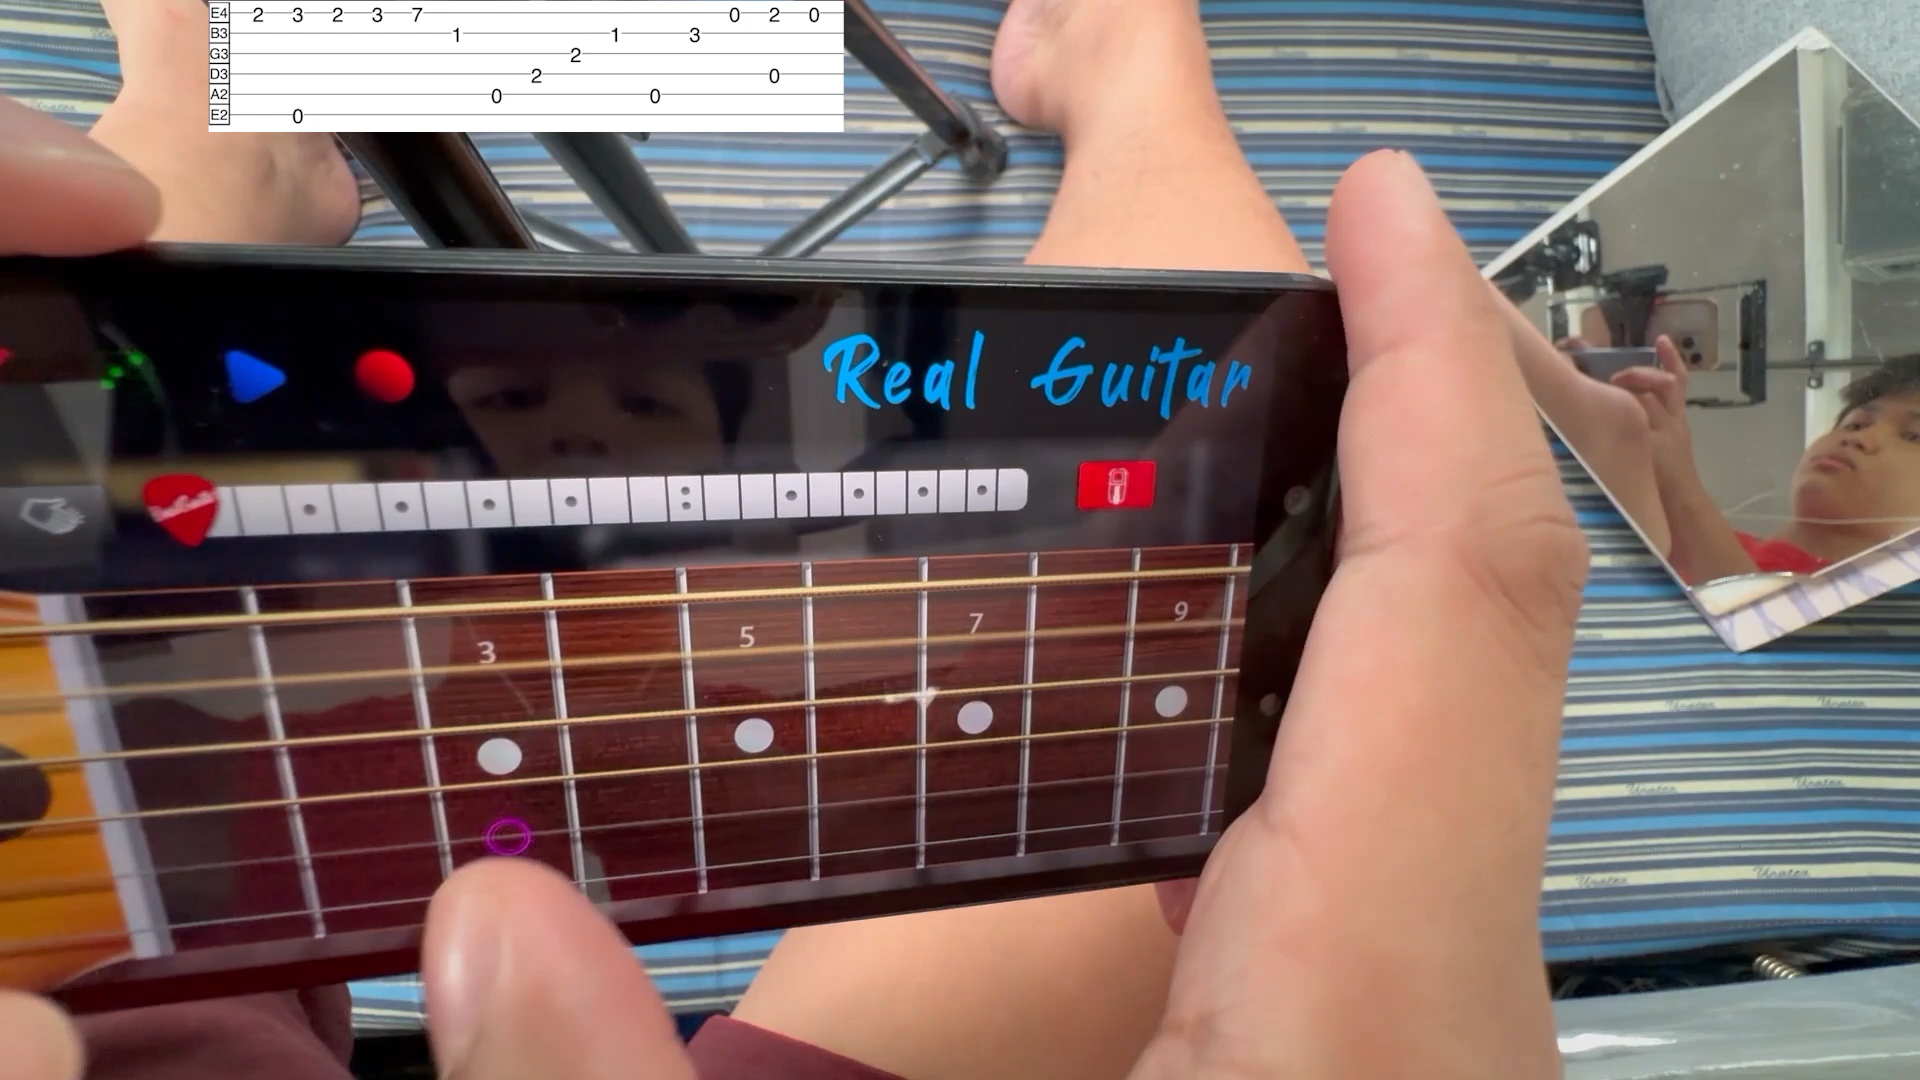 E4 2 3 2 3 7 0 2 0
B3 1 1 3
G3 2
D3 2 0
A2 0 0
E2 0
Real Guitar
3 5 7 9